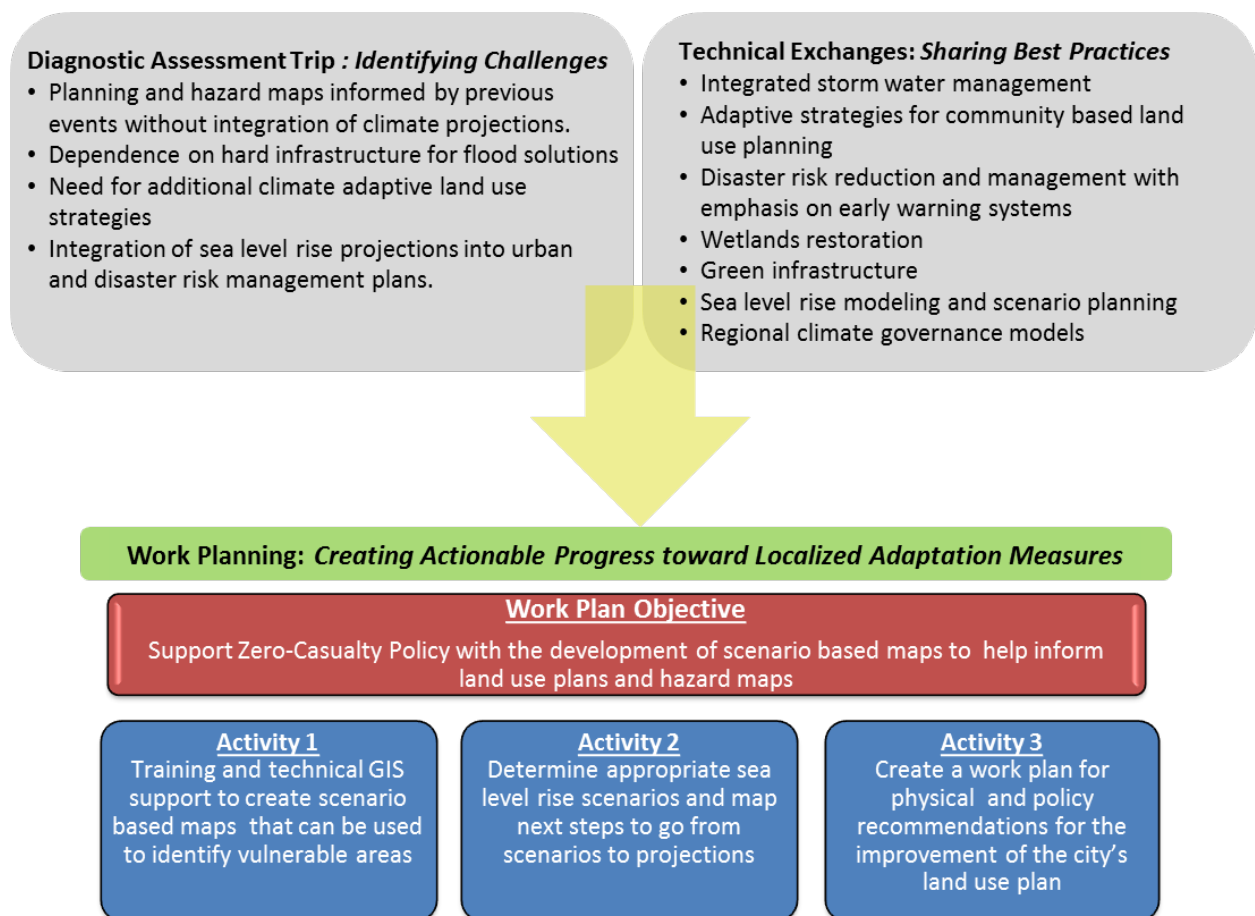 Diagnostic Assessment Trip : Identifying Challenges
• Planning and hazard maps informed by previous
events without integration of climate projections.
• Dependence on hard infrastructure for flood solutions
• Need for additional climate adaptive land use
strategies
• Integration of sea level rise projections into urban
and disaster risk management plans.
Technical Exchanges: Sharing Best Practices
• Integrated storm water management
• Adaptive strategies for community based land
use planning
• Disaster risk reduction and management with
emphasis on early warning systems
• Wetlands restoration
• Green infrastructure
• Sea level rise modeling and scenario planning
• Regional climate governance models
Work Planning: Creating Actionable Progress toward Localized Adaptation Measures
Work Plan Objective
Support Zero-Casualty Policy with the development of scenario based maps to help inform
land use plans and hazard maps
Activity 1
Training and technical GIS
support to create scenario
based maps that can be used
to identify vulnerable areas
Activity 2
Determine appropriate sea
level rise scenarios and map
next steps to go from
scenarios to projections
Activity 3
Create a work plan for
physical and policy
recommendations for the
improvement of the city's
land use plan